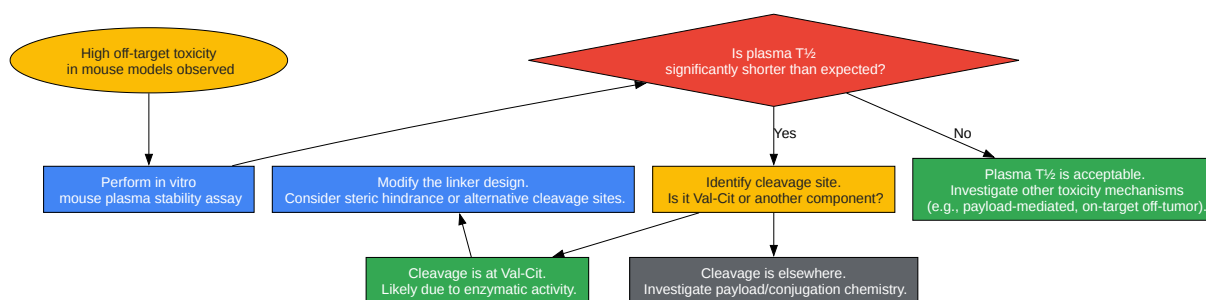 High off-target toxicity
in mouse models observed
Is plasma T½
significantly shorter than expected?
Yes
No
Perform in vitro
mouse plasma stability assay
Modify the linker design.
Consider steric hindrance or alternative cleavage sites.
Identify cleavage site.
Is it Val-Cit or another component?
Plasma T½ is acceptable.
Investigate other toxicity mechanisms
(e.g., payload-mediated, on-target off-tumor).
Cleavage is at Val-Cit.
Likely due to enzymatic activity.
Cleavage is elsewhere.
Investigate payload/conjugation chemistry.